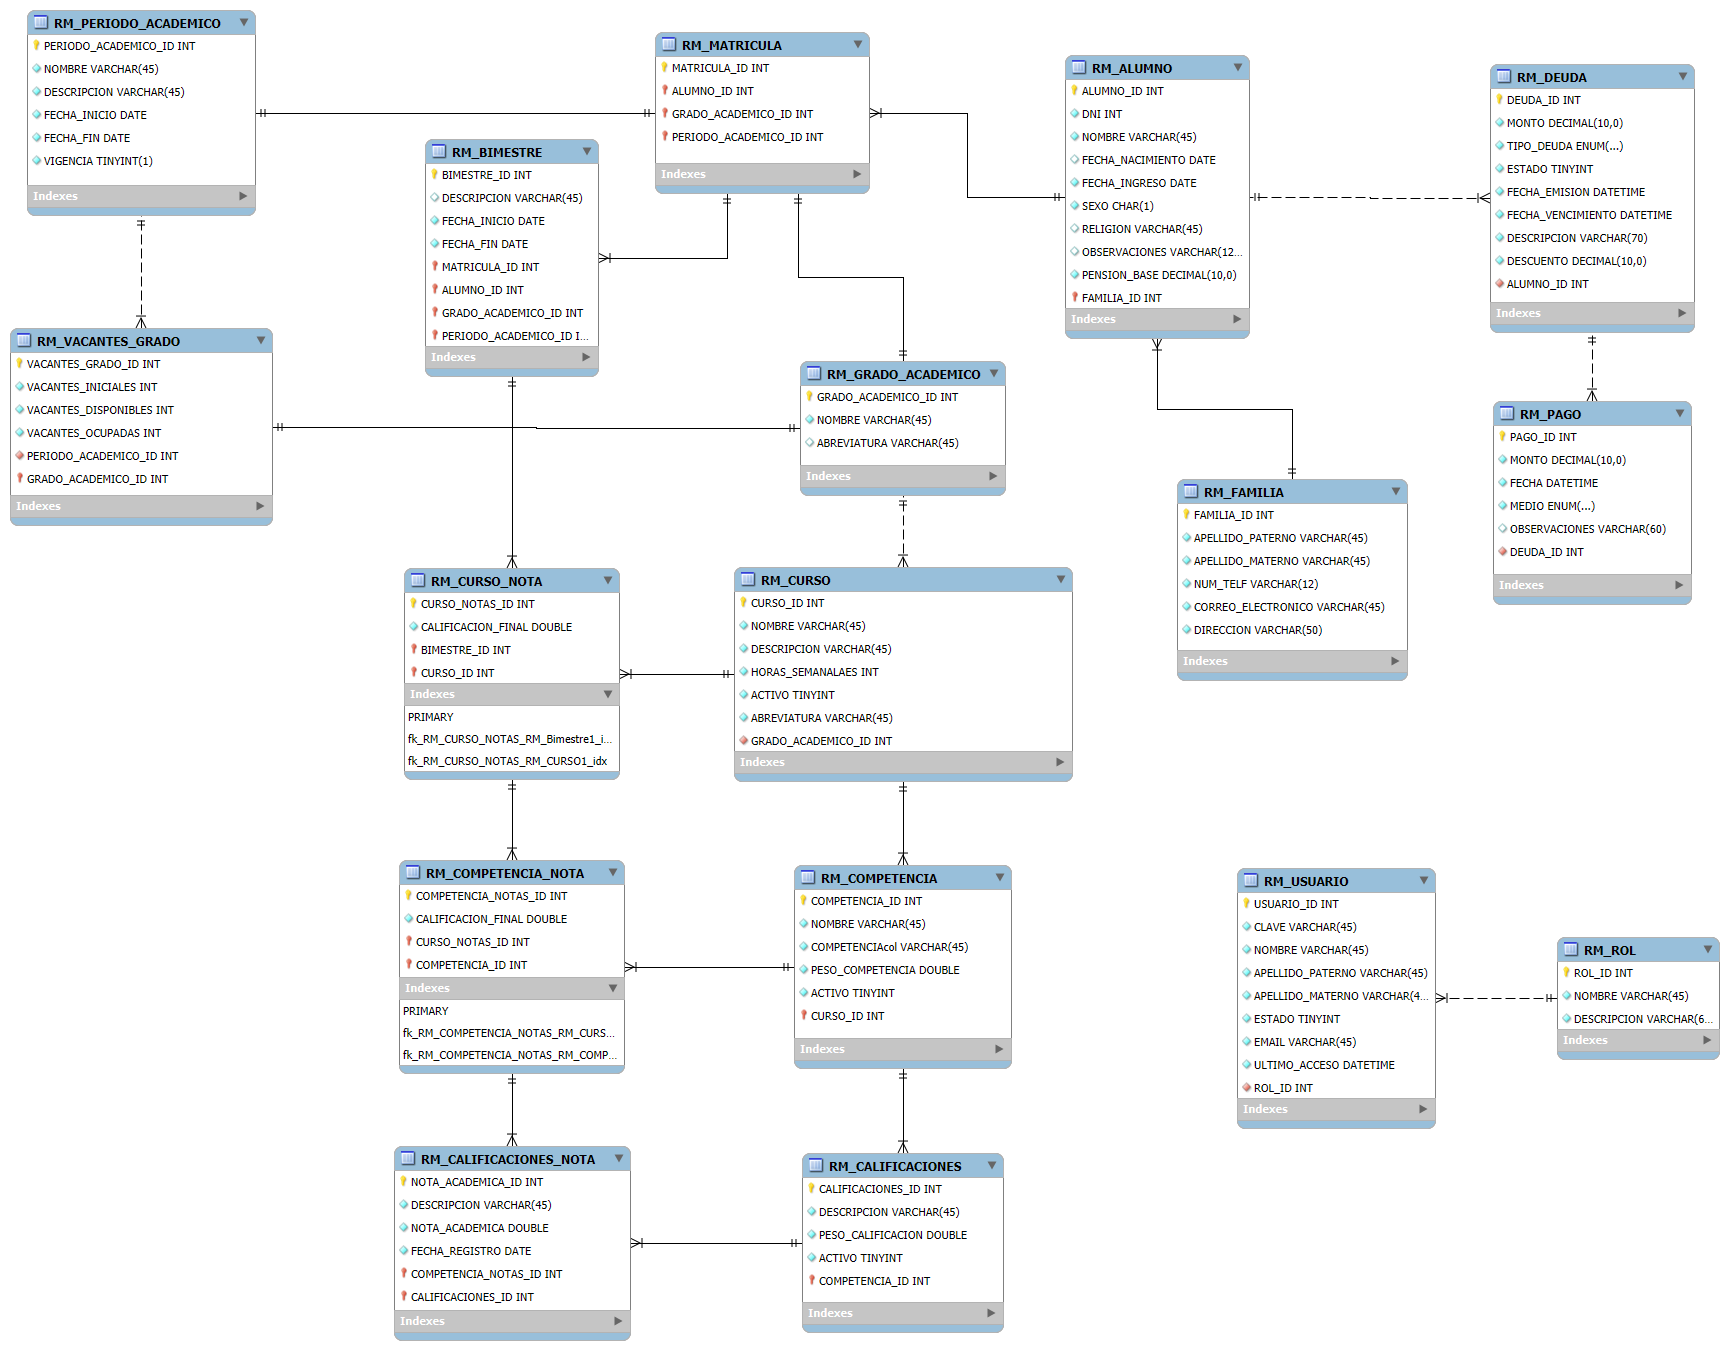 RM_PERIODO_ACADEMICO
PERIODO_ACADEMICO_ID INT
NOMBRE VARCHAR(45)
DESCRIPCION VARCHAR(45)
FECHA_INICIO DATE
FECHA_FIN DATE
VIGENCIA TINYINT(1)
Indexes
RM_MATRICULA
MATRICULA_ID INT
ALUMNO_ID INT
GRADO_ACADEMICO_ID INT
PERIODO_ACADEMICO_ID INT
Indexes
RM_ALUMNO
ALUMNO_ID INT
DNI INT
NOMBRE VARCHAR(45)
FECHA_NACIMIENTO DATE
FECHA_INGRESO DATE
SEXO CHAR(1)
RELIGION VARCHAR(45)
OBSERVACIONES VARCHAR(12...
PENSION_BASE DECIMAL(10,0)
FAMILIA_ID INT
Indexes
RM_DEUDA
DEUDA_ID INT
MONTO DECIMAL(10,0)
TIPO_DEUDA ENUM(...)
ESTADO TINYINT
FECHA_EMISION DATETIME
FECHA_VENCIMIENTO DATETIME
DESCRIPCION VARCHAR(70)
DESCUENTO DECIMAL(10,0)
ALUMNO_ID INT
Indexes
RM_BIMESTRE
BIMESTRE_ID INT
DESCRIPCION VARCHAR(45)
FECHA_INICIO DATE
FECHA_FIN DATE
MATRICULA_ID INT
ALUMNO_ID INT
GRADO_ACADEMICO_ID INT
PERIODO_ACADEMICO_ID I...
Indexes
RM_VACANTES_GRADO
VACANTES_GRADO_ID INT
VACANTES_INICIALES INT
VACANTES_DISPONIBLES INT
VACANTES_OCUPADAS INT
PERIODO_ACADEMICO_ID INT
GRADO_ACADEMICO_ID INT
Indexes
RM_GRADO_ACADEMICO
GRADO_ACADEMICO_ID INT
NOMBRE VARCHAR(45)
ABREVIATURA VARCHAR(45)
Indexes
RM_PAGO
PAGO_ID INT
MONTO DECIMAL(10,0)
FECHA DATETIME
MEDIO ENUM(...)
OBSERVACIONES VARCHAR(60)
DEUDA_ID INT
Indexes
RM_FAMILIA
FAMILIA_ID INT
APELLIDO_PATERNO VARCHAR(45)
APELLIDO_MATERNO VARCHAR(45)
NUM_TELF VARCHAR(12)
CORREO_ELECTRONICO VARCHAR(45)
DIRECCION VARCHAR(50)
Indexes
RM_CURSO_NOTA
CURSO_NOTAS_ID INT
CALIFICACION_FINAL DOUBLE
BIMESTRE_ID INT
CURSO_ID INT
Indexes
PRIMARY
fk_RM_CURSO_NOTAS_RM_Bimestre1_i...
fk_RM_CURSO_NOTAS_RM_CURSO1_idx
RM_CURSO
CURSO_ID INT
NOMBRE VARCHAR(45)
DESCRIPCION VARCHAR(45)
HORAS_SEMANALAES INT
ACTIVO TINYINT
ABREVIATURA VARCHAR(45)
GRADO_ACADEMICO_ID INT
Indexes
RM_COMPETENCIA_NOTA
COMPETENCIA_NOTAS_ID INT
CALIFICACION_FINAL DOUBLE
CURSO_NOTAS_ID INT
COMPETENCIA_ID INT
Indexes
PRIMARY
fk_RM_COMPETENCIA_NOTAS_RM_CURS...
fk_RM_COMPETENCIA_NOTAS_RM_COMP...
RM_COMPETENCIA
COMPETENCIA_ID INT
NOMBRE VARCHAR(45)
COMPETENCIAcol VARCHAR(45)
PESO_COMPETENCIA DOUBLE
ACTIVO TINYINT
CURSO_ID INT
Indexes
RM_USUARIO
USUARIO_ID INT
CLAVE VARCHAR(45)
NOMBRE VARCHAR(45)
APELLIDO_PATERNO VARCHAR(45)
APELLIDO_MATERNO VARCHAR(4...
ESTADO TINYINT
EMAIL VARCHAR(45)
ULTIMO_ACCESO DATETIME
ROL_ID INT
Indexes
RM_ROL
ROL_ID INT
NOMBRE VARCHAR(45)
DESCRIPCION VARCHAR(6...
Indexes
RM_CALIFICACIONES_NOTA
NOTA_ACADEMICA_ID INT
DESCRIPCION VARCHAR(45)
NOTA_ACADEMICA DOUBLE
FECHA_REGISTRO DATE
COMPETENCIA_NOTAS_ID INT
CALIFICACIONES_ID INT
Indexes
RM_CALIFICACIONES
CALIFICACIONES_ID INT
DESCRIPCION VARCHAR(45)
PESO_CALIFICACION DOUBLE
ACTIVO TINYINT
COMPETENCIA_ID INT
Indexes